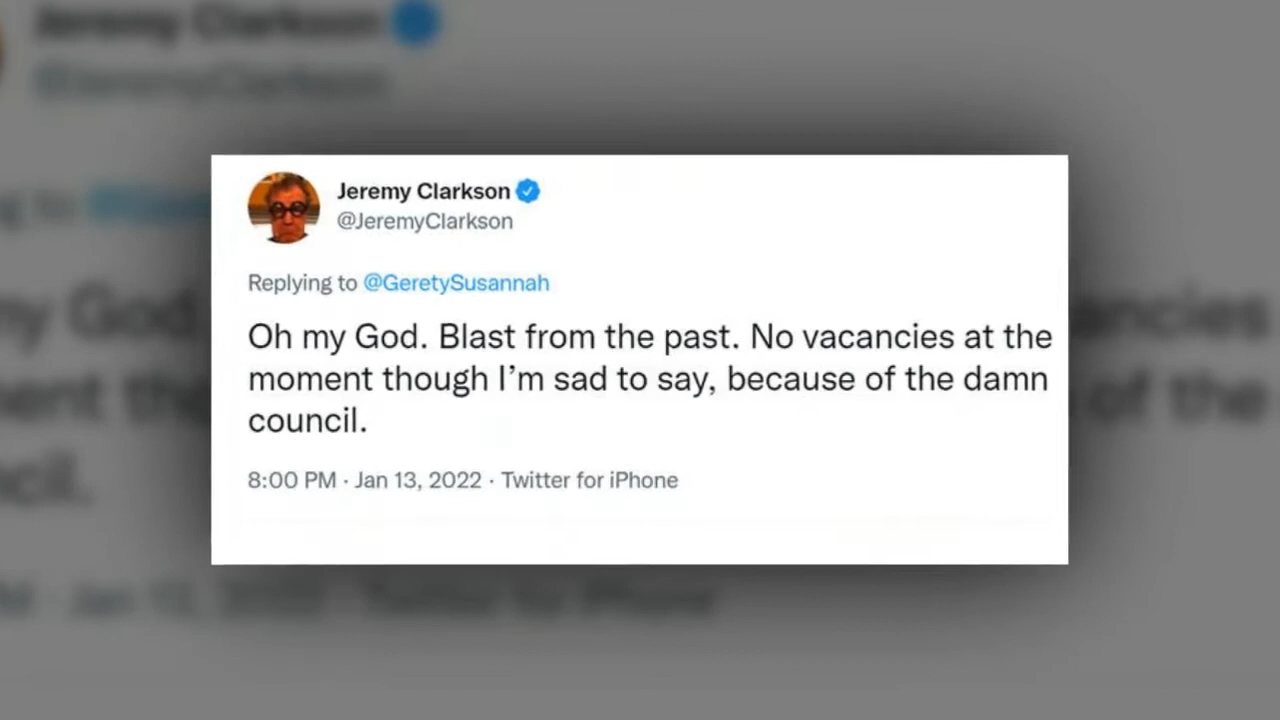 Jeremy Clarkson
@JeremyClarkson
Replying to @GeretySusannah
Oh my God. Blast from the past. No vacancies at the
moment though I’m sad to say, because of the damn
council.
8:00 PM · Jan 13, 2022 · Twitter for iPhone